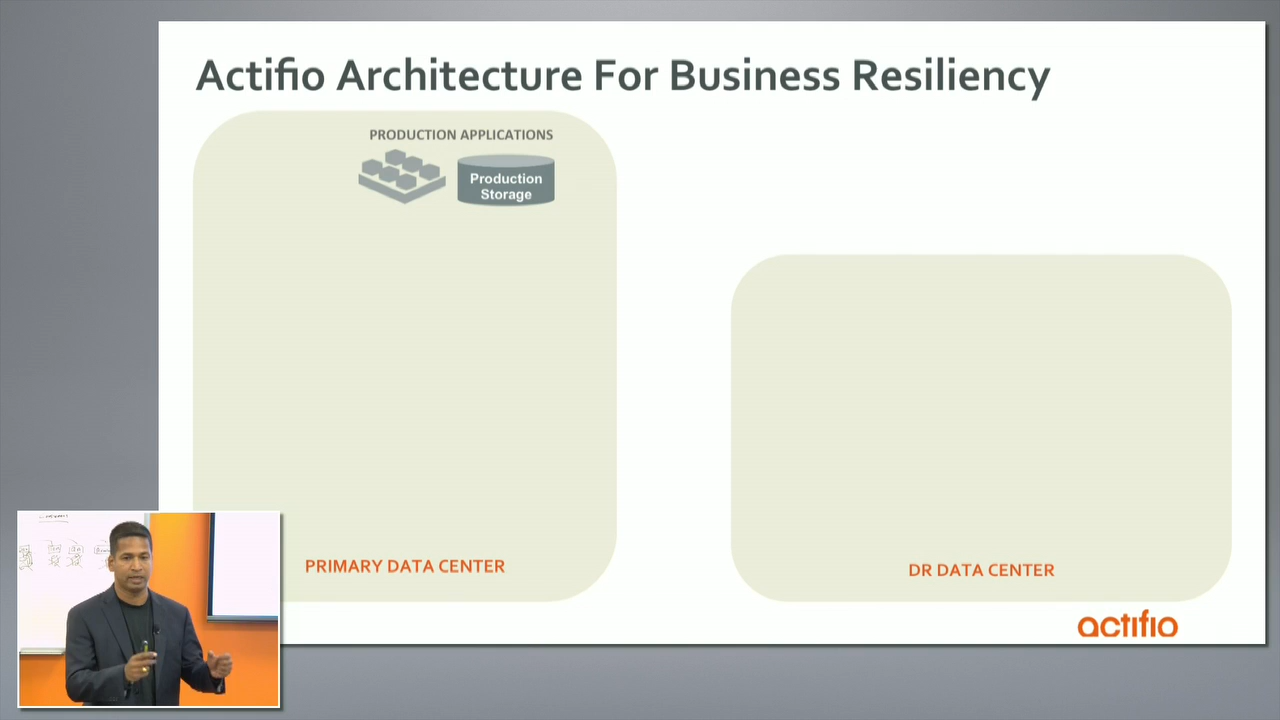 Actifio Architecture For Business Resiliency
PRODUCTION APPLICATIONS
Production
Storage
PRIMARY DATA CENTER
DR DATA CENTER
actifio